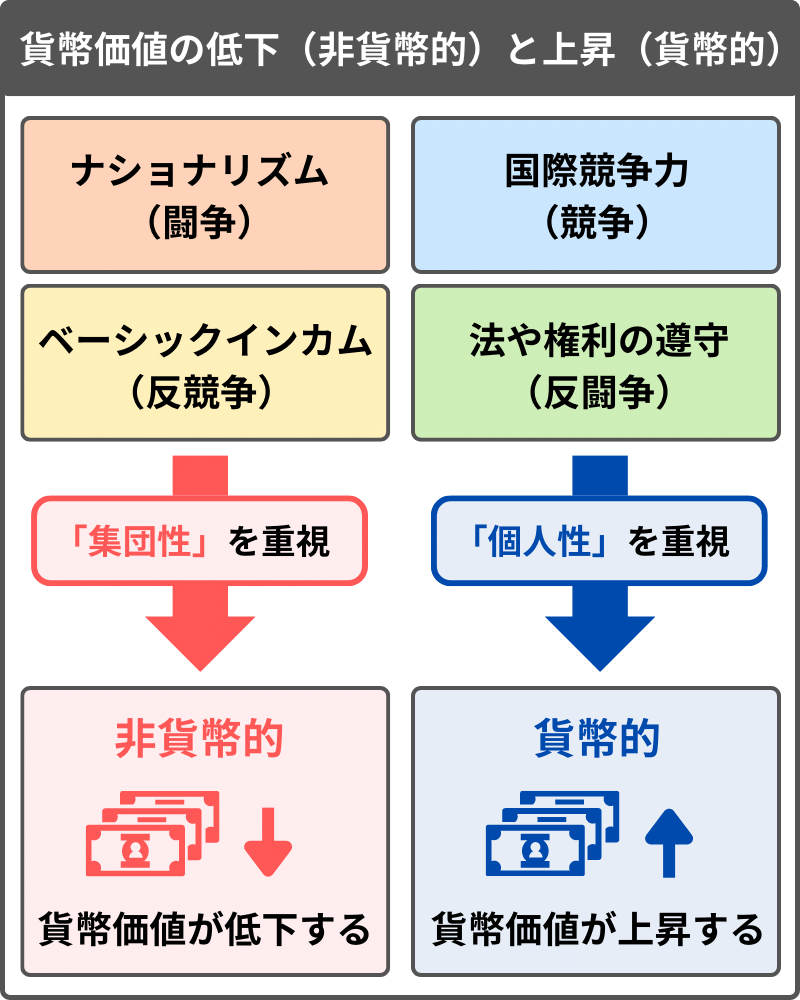 貨幣価値の低下（非貨幣的）と上昇（貨幣的）
ナショナリズム
（闘争）
ベーシックインカム
（反競争）
「集団性」を重視
非貨幣的
貨幣価値が低下する
国際競争力
（競争）
法や権利の遵守
（反闘争）
「個人性」を重視
貨幣的
貨幣価値が上昇する